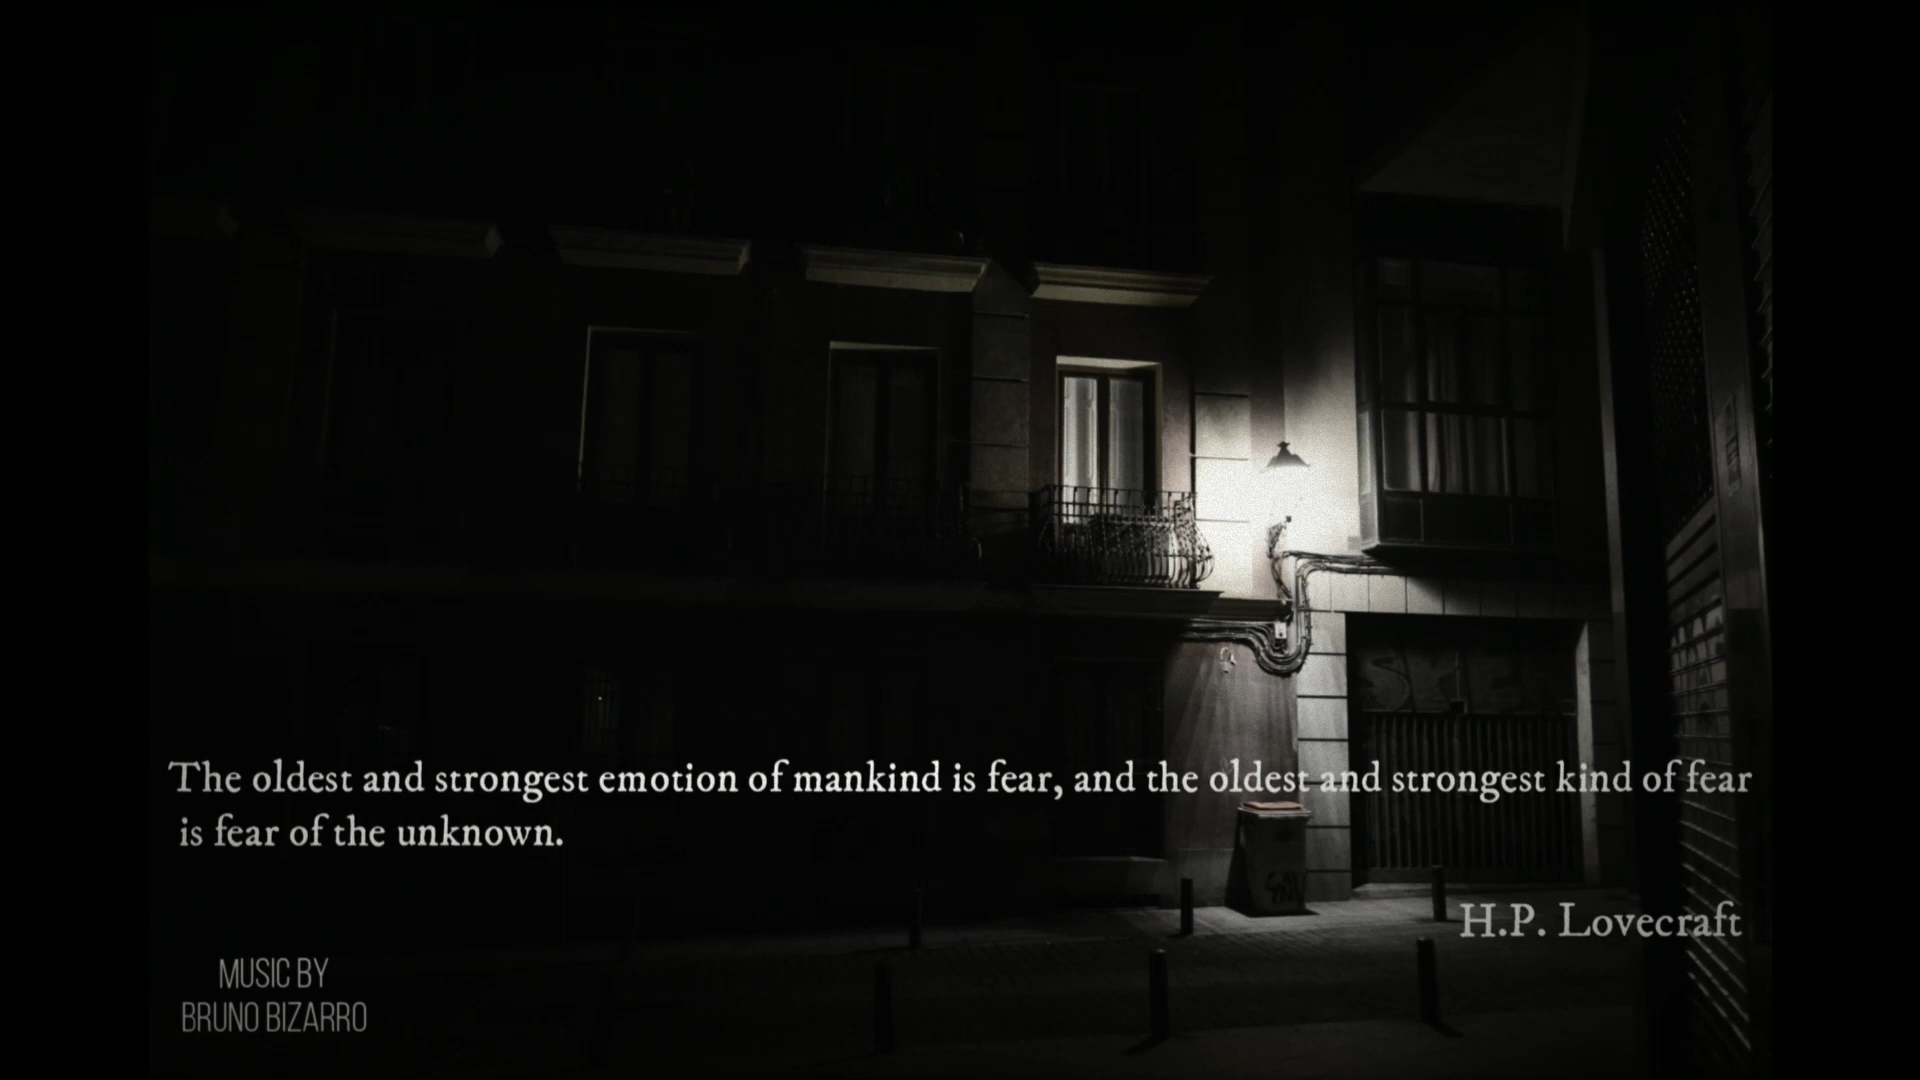 The oldest and strongest emotion of mankind is fear, and the oldest and strongest kind of fear
is fear of the unknown.
H.P. Lovecraft
MUSIC BY
BRUNO BIZARRO